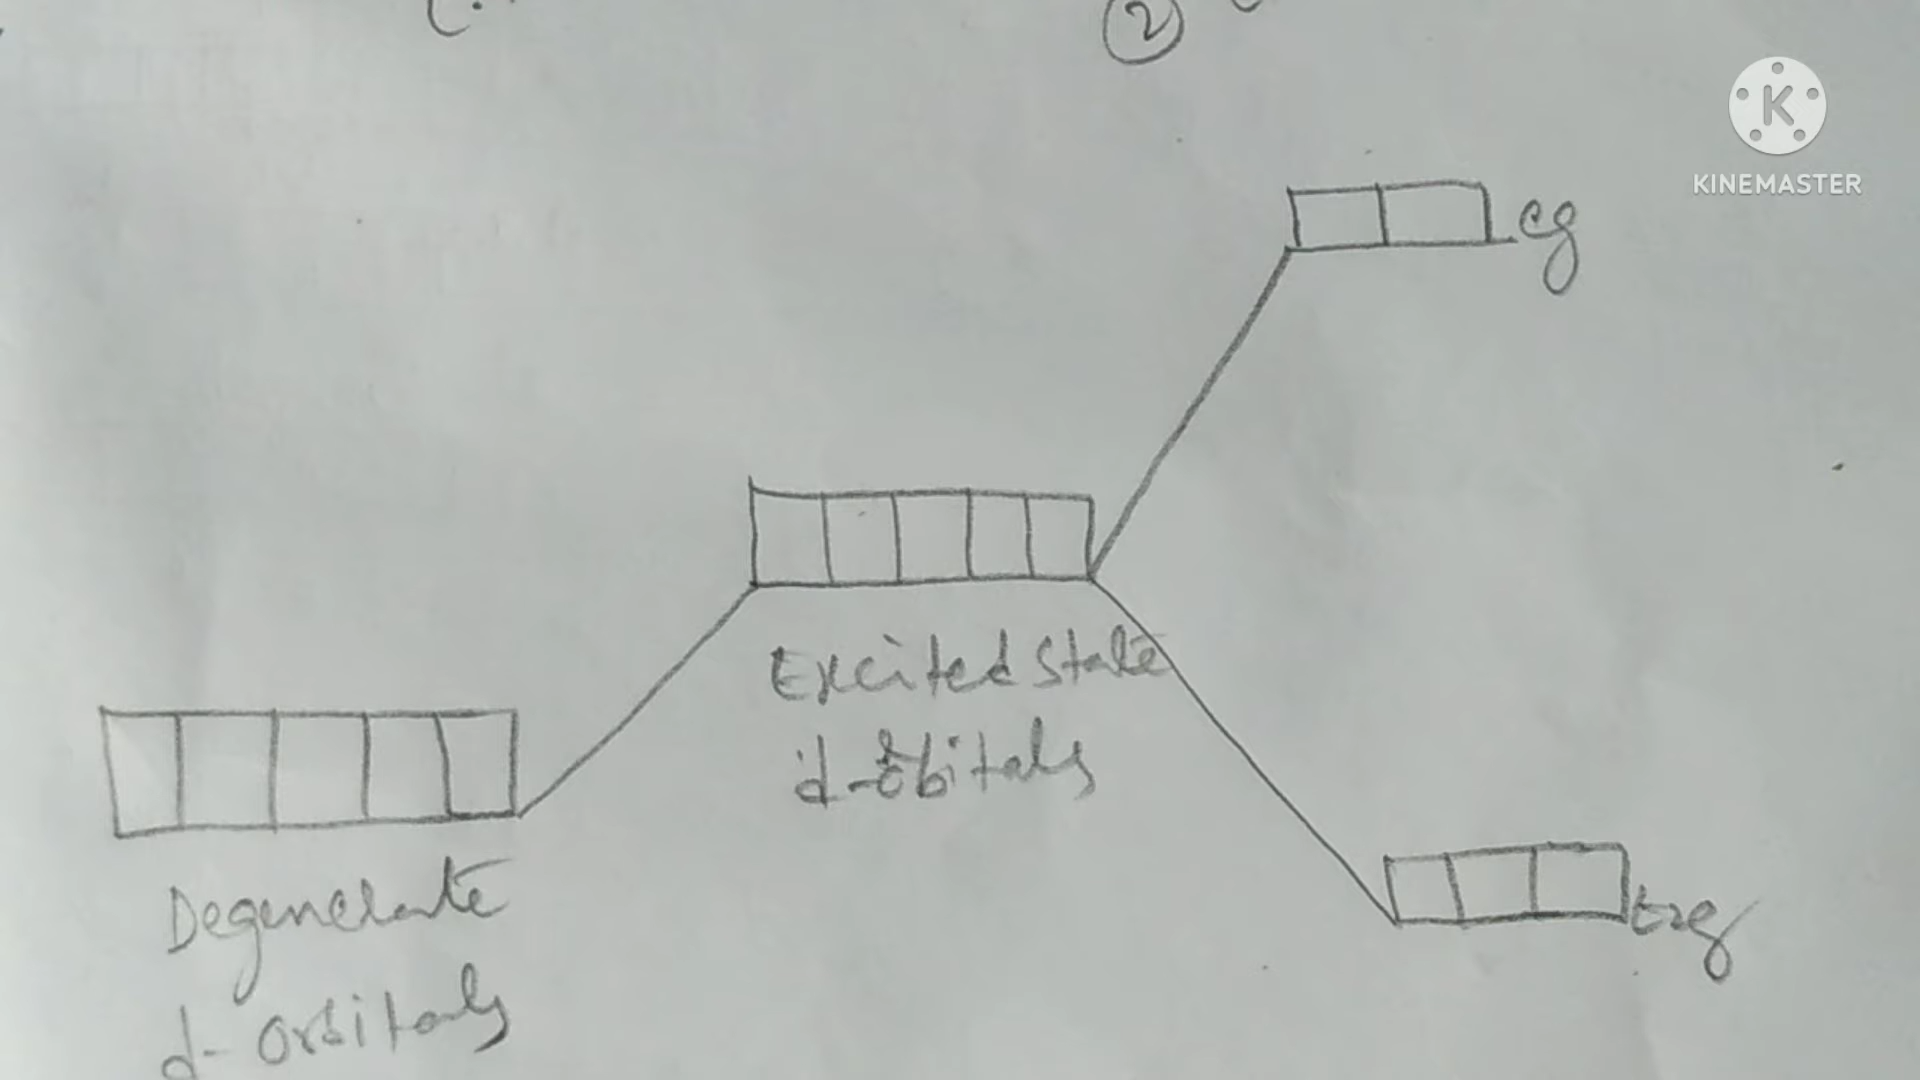 2
K
KINEMASTER
eg
Excited state
d-orbitals
Degenerate
d-orbitals
t2g